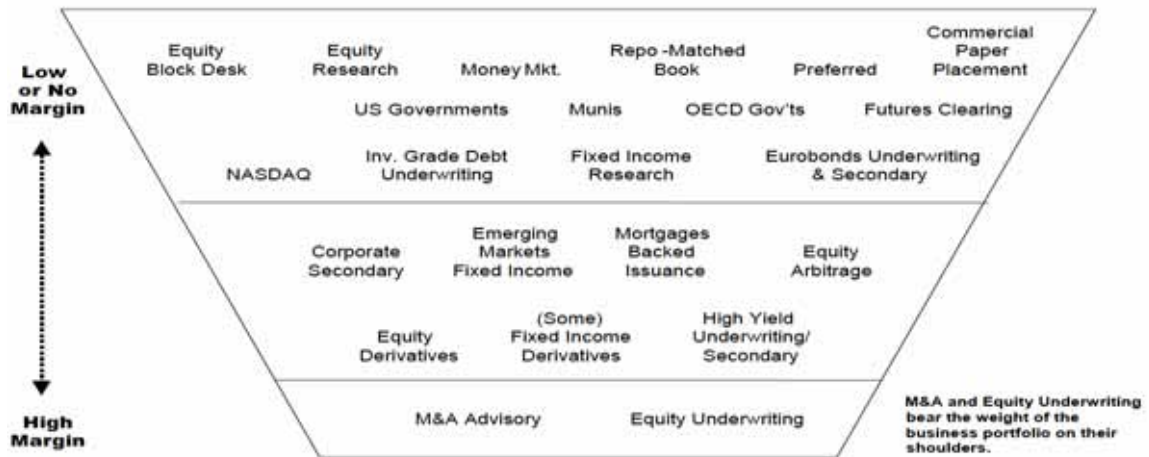 Low
or No
Margin
High
Margin
Equity
Block Desk
Equity
Research
Money Mkt.
Repo -Matched
Book
Preferred
Commercial
Paper
Placement
US Governments
Munis
OECD Gov'ts
Futures Clearing
NASDAQ
Inv. Grade Debt
Underwriting
Fixed Income
Research
Eurobonds Underwriting
& Secondary
Corporate
Secondary
Emerging
Markets
Fixed Income
Mortgages
Backed
Issuance
Equity
Arbitrage
Equity
Derivatives
(Some)
Fixed Income
Derivatives
High Yield
Underwriting/
Secondary
M&A Advisory
Equity Underwriting
M&A and Equity Underwriting
bear the weight of the
business portfolio on their
shoulders.